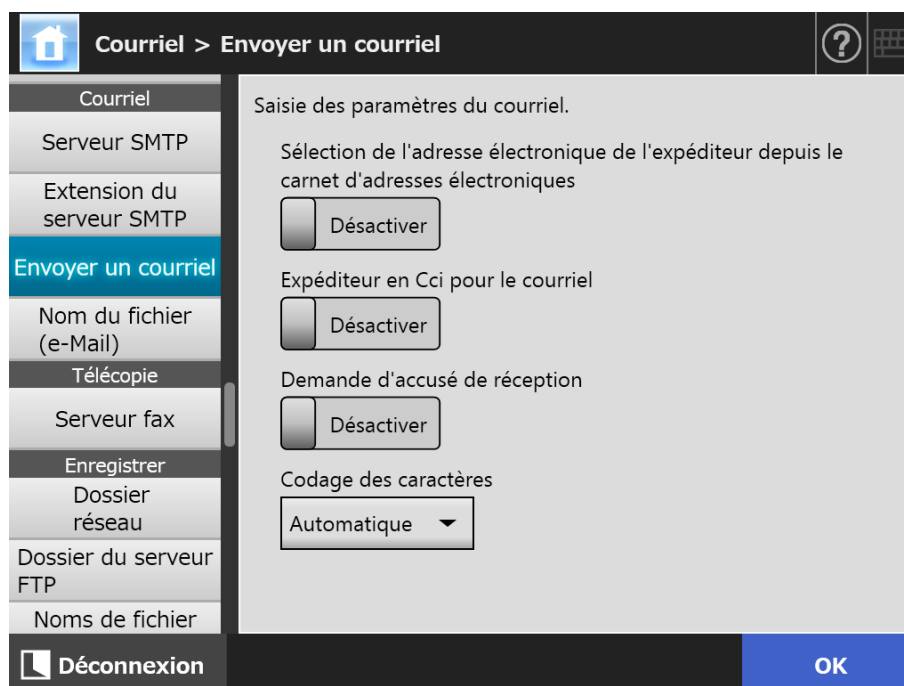 Courriel > Envoyer un courriel
?
Courriel
Serveur SMTP
Extension du
serveur SMTP
Envoyer un courriel
Nom du fichier
(e-Mail)
Télécopie
Serveur fax
Enregistrer
Dossier
réseau
Dossier du serveur
FTP
Noms de fichier
Déconnexion
Saisie des paramètres du courriel.
Sélection de l'adresse électronique de l'expéditeur depuis le
carnet d'adresses électroniques
Désactiver
Expéditeur en Cci pour le courriel
Désactiver
Demande d'accusé de réception
Désactiver
Codage des caractères
Automatique
OK